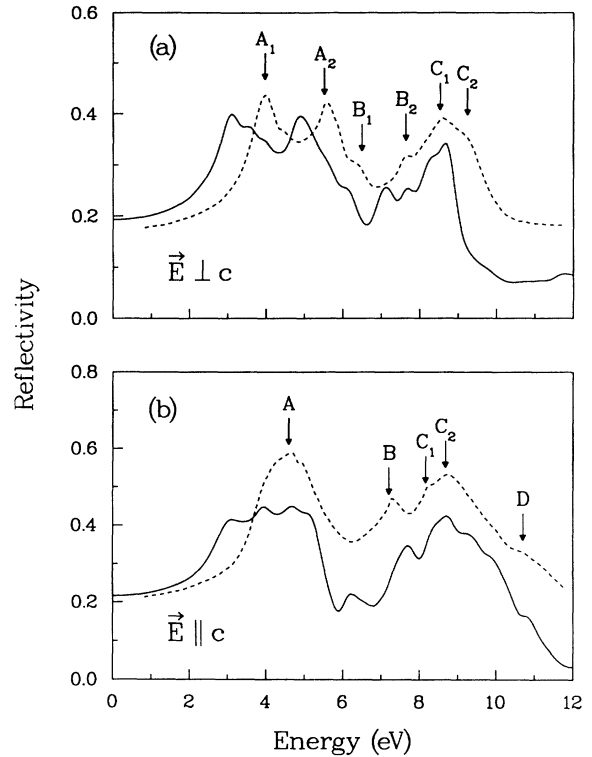 0.6
(a)
A₁
A₂
B₁
B₂
C₁
C₂
0.4
0.2
E⃗ ⊥ c
0.0
Reflectivity
0.8
(b)
A
B
C₁
C₂
D
0.6
0.4
0.2
E⃗ ∥ c
0.0
0 2 4 6 8 10 12
Energy (eV)